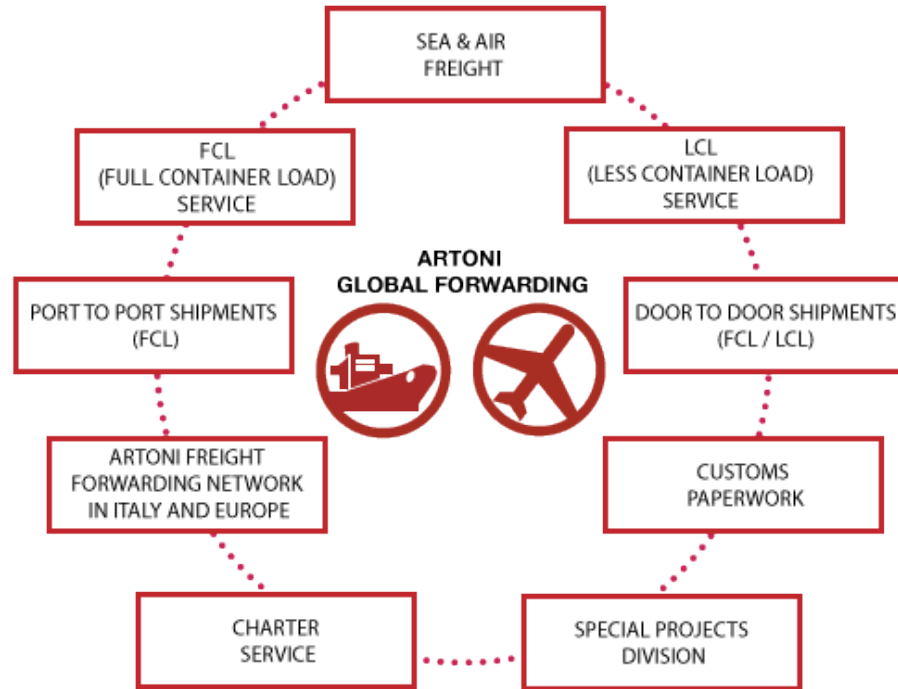 SEA & AIR
FREIGHT
FCL
(FULL CONTAINER LOAD)
SERVICE
LCL
(LESS CONTAINER LOAD)
SERVICE
ARTONI
GLOBAL FORWARDING
PORT TO PORT SHIPMENTS
(FCL)
DOOR TO DOOR SHIPMENTS
(FCL / LCL)
ARTONI FREIGHT
FORWARDING NETWORK
IN ITALY AND EUROPE
CUSTOMS
PAPERWORK
CHARTER
SERVICE
SPECIAL PROJECTS
DIVISION